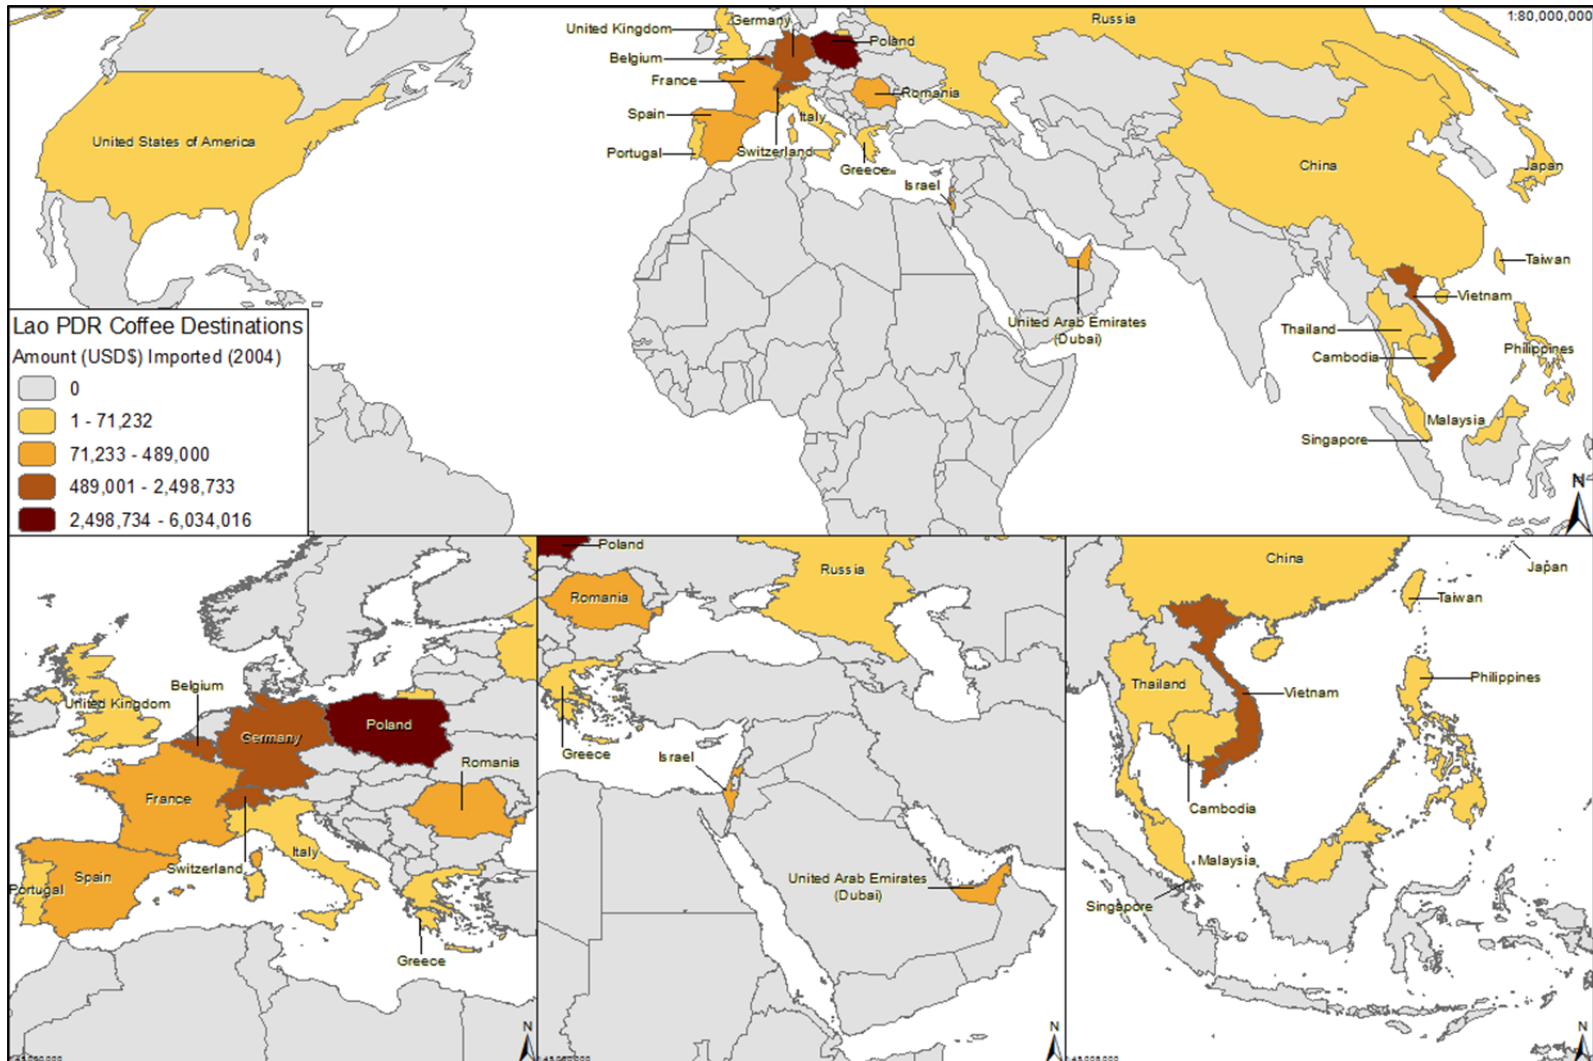 Russia
1:80,000,000
United Kingdom
Germany
Poland
Belgium
France
Romania
Spain
Italy
United States of America
Portugal
Switzerland
Greece
Israel
China
Japan
Taiwan
Vietnam
United Arab Emirates
(Dubai)
Thailand
Cambodia
Philippines
Malaysia
Singapore
N
Lao PDR Coffee Destinations
Amount (USD$) Imported (2004)
0
1 - 71,232
71,233 - 489,000
489,001 - 2,498,733
2,498,734 - 6,034,016
Belgium
United Kingdom
Germany
Poland
Romania
France
Switzerland
Italy
Portugal
Spain
Greece
N
Poland
Russia
Romania
Greece
Israel
United Arab Emirates
(Dubai)
N
China
Japan
Taiwan
Thailand
Vietnam
Philippines
Cambodia
Malaysia
Singapore
N